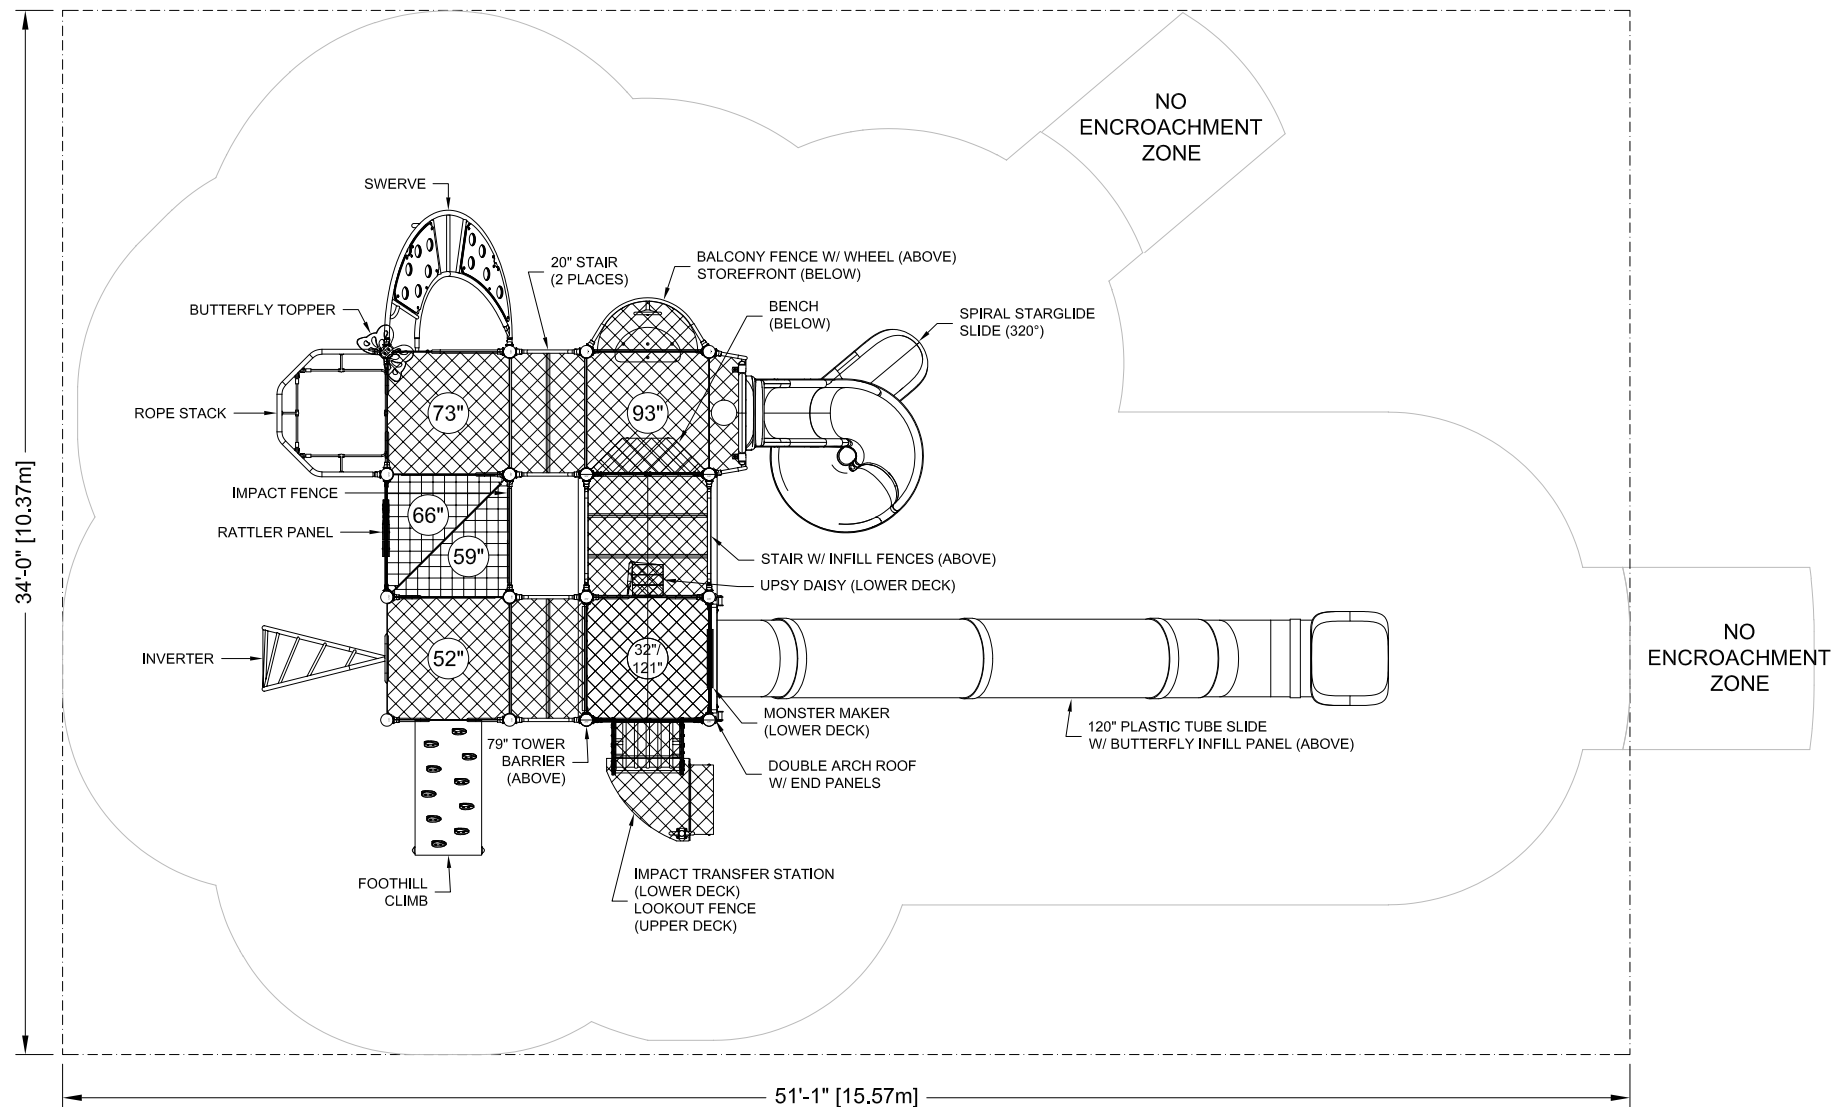 NO
ENCROACHMENT
ZONE
SWERVE
20" STAIR
(2 PLACES)
BALCONY FENCE W/ WHEEL (ABOVE)
STOREFRONT (BELOW)
BENCH
(BELOW)
BUTTERFLY TOPPER
SPIRAL STARGLIDE
SLIDE (320°)
ROPE STACK
73"
93"
IMPACT FENCE
66"
RATTLER PANEL
59"
STAIR W/ INFILL FENCES (ABOVE)
UPSY DAISY (LOWER DECK)
34'-0" [10.37m]
INVERTER
52"
32"/
121"
NO
ENCROACHMENT
ZONE
MONSTER MAKER
(LOWER DECK)
120" PLASTIC TUBE SLIDE
W/ BUTTERFLY INFILL PANEL (ABOVE)
79" TOWER
BARRIER
(ABOVE)
DOUBLE ARCH ROOF
W/ END PANELS
FOOTHILL
CLIMB
IMPACT TRANSFER STATION
(LOWER DECK)
LOOKOUT FENCE
(UPPER DECK)
51'-1" [15.57m]